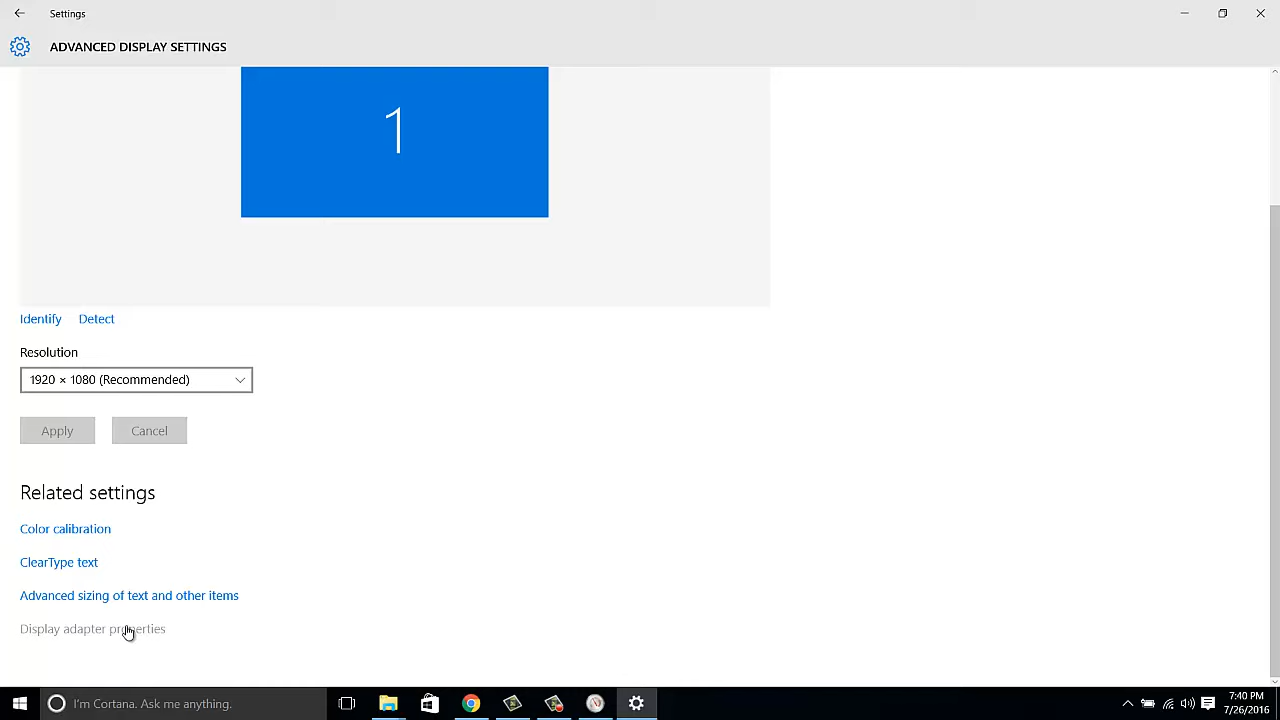 Settings
ADVANCED DISPLAY SETTINGS
1
Identify Detect
Resolution
1920 × 1080 (Recommended)
Apply Cancel
Related settings
Color calibration
ClearType text
Advanced sizing of text and other items
Display adapter properties
I'm Cortana. Ask me anything.
7:40 PM
7/26/2016